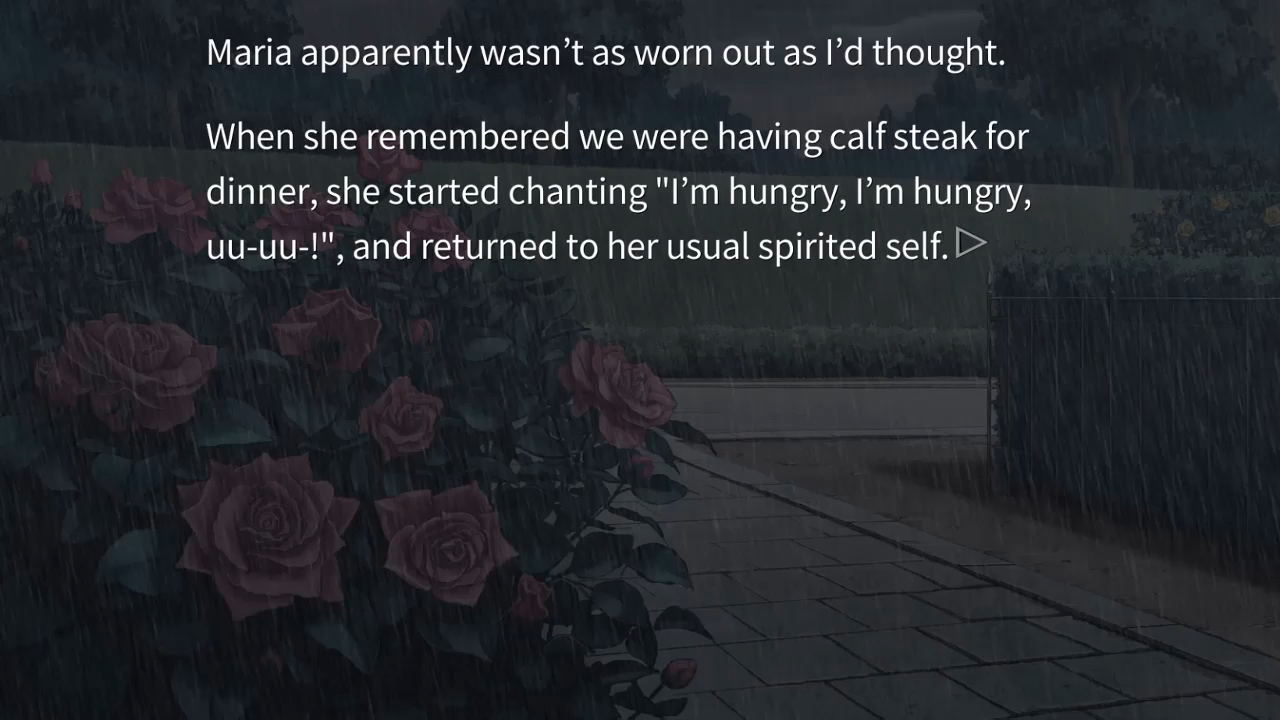 Maria apparently wasn’t as worn out as I’d thought.
When she remembered we were having calf steak for
dinner, she started chanting "I’m hungry, I’m hungry,
uu-uu-!", and returned to her usual spirited self.